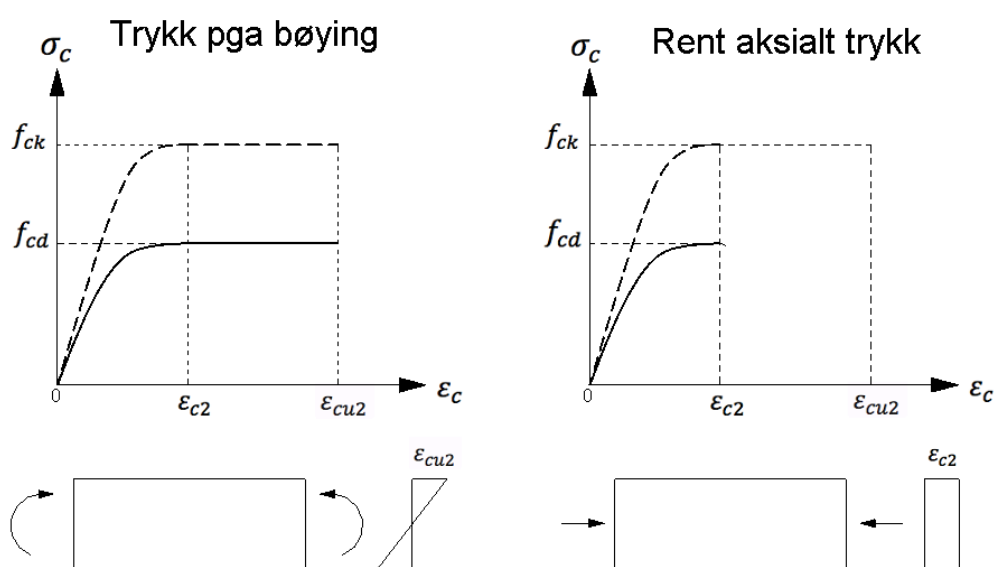 Trykk pga bøying
σc
fck
fcd
0
εc2
εcu2
εc
εcu2
Rent aksialt trykk
σc
fck
fcd
0
εc2
εcu2
εc
εc2